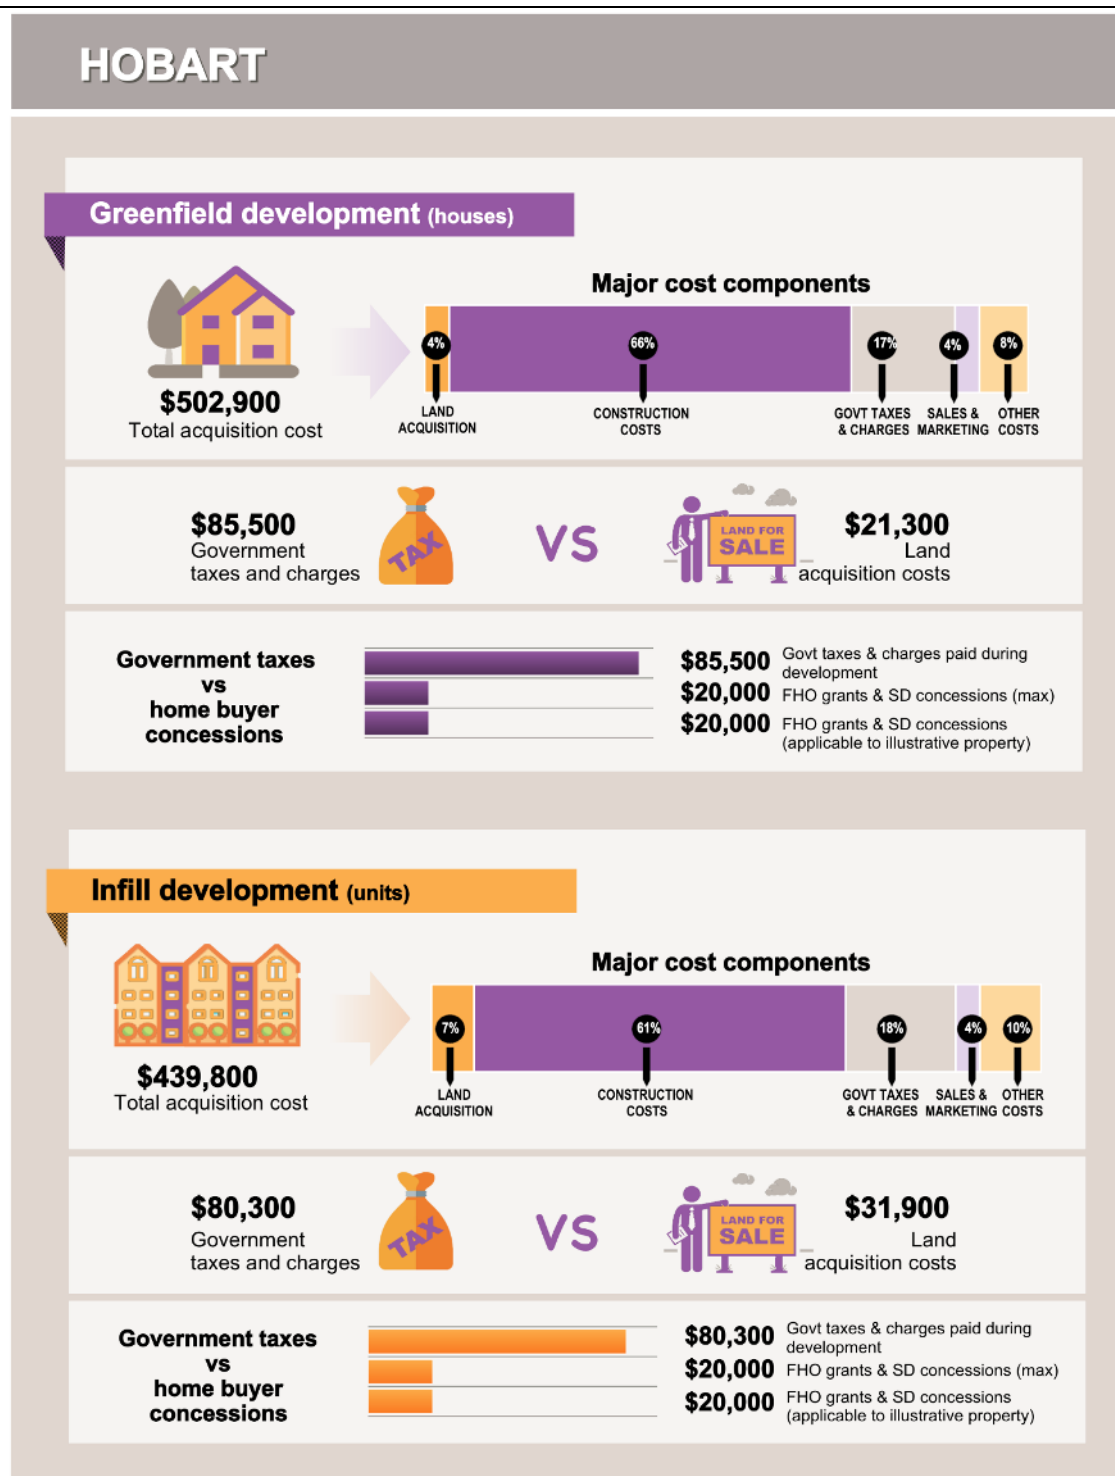 HOBART
Greenfield development (houses)
Major cost components
4%
66%
17%
4%
8%
LAND
ACQUISITION
CONSTRUCTION
COSTS
GOVT TAXES
& CHARGES
SALES &
MARKETING
OTHER
COSTS
$502,900
Total acquisition cost
$85,500
Government
taxes and charges
TAX
VS
LAND FOR
SALE
$21,300
Land
acquisition costs
Government taxes
vs
home buyer
concessions
$85,500 Govt taxes & charges paid during
development
$20,000 FHO grants & SD concessions (max)
$20,000 FHO grants & SD concessions
(applicable to illustrative property)
Infill development (units)
Major cost components
7%
61%
18%
4%
10%
LAND
ACQUISITION
CONSTRUCTION
COSTS
GOVT TAXES
& CHARGES
SALES &
MARKETING
OTHER
COSTS
$439,800
Total acquisition cost
$80,300
Government
taxes and charges
TAX
VS
LAND FOR
SALE
$31,900
Land
acquisition costs
Government taxes
vs
home buyer
concessions
$80,300 Govt taxes & charges paid during
development
$20,000 FHO grants & SD concessions (max)
$20,000 FHO grants & SD concessions
(applicable to illustrative property)